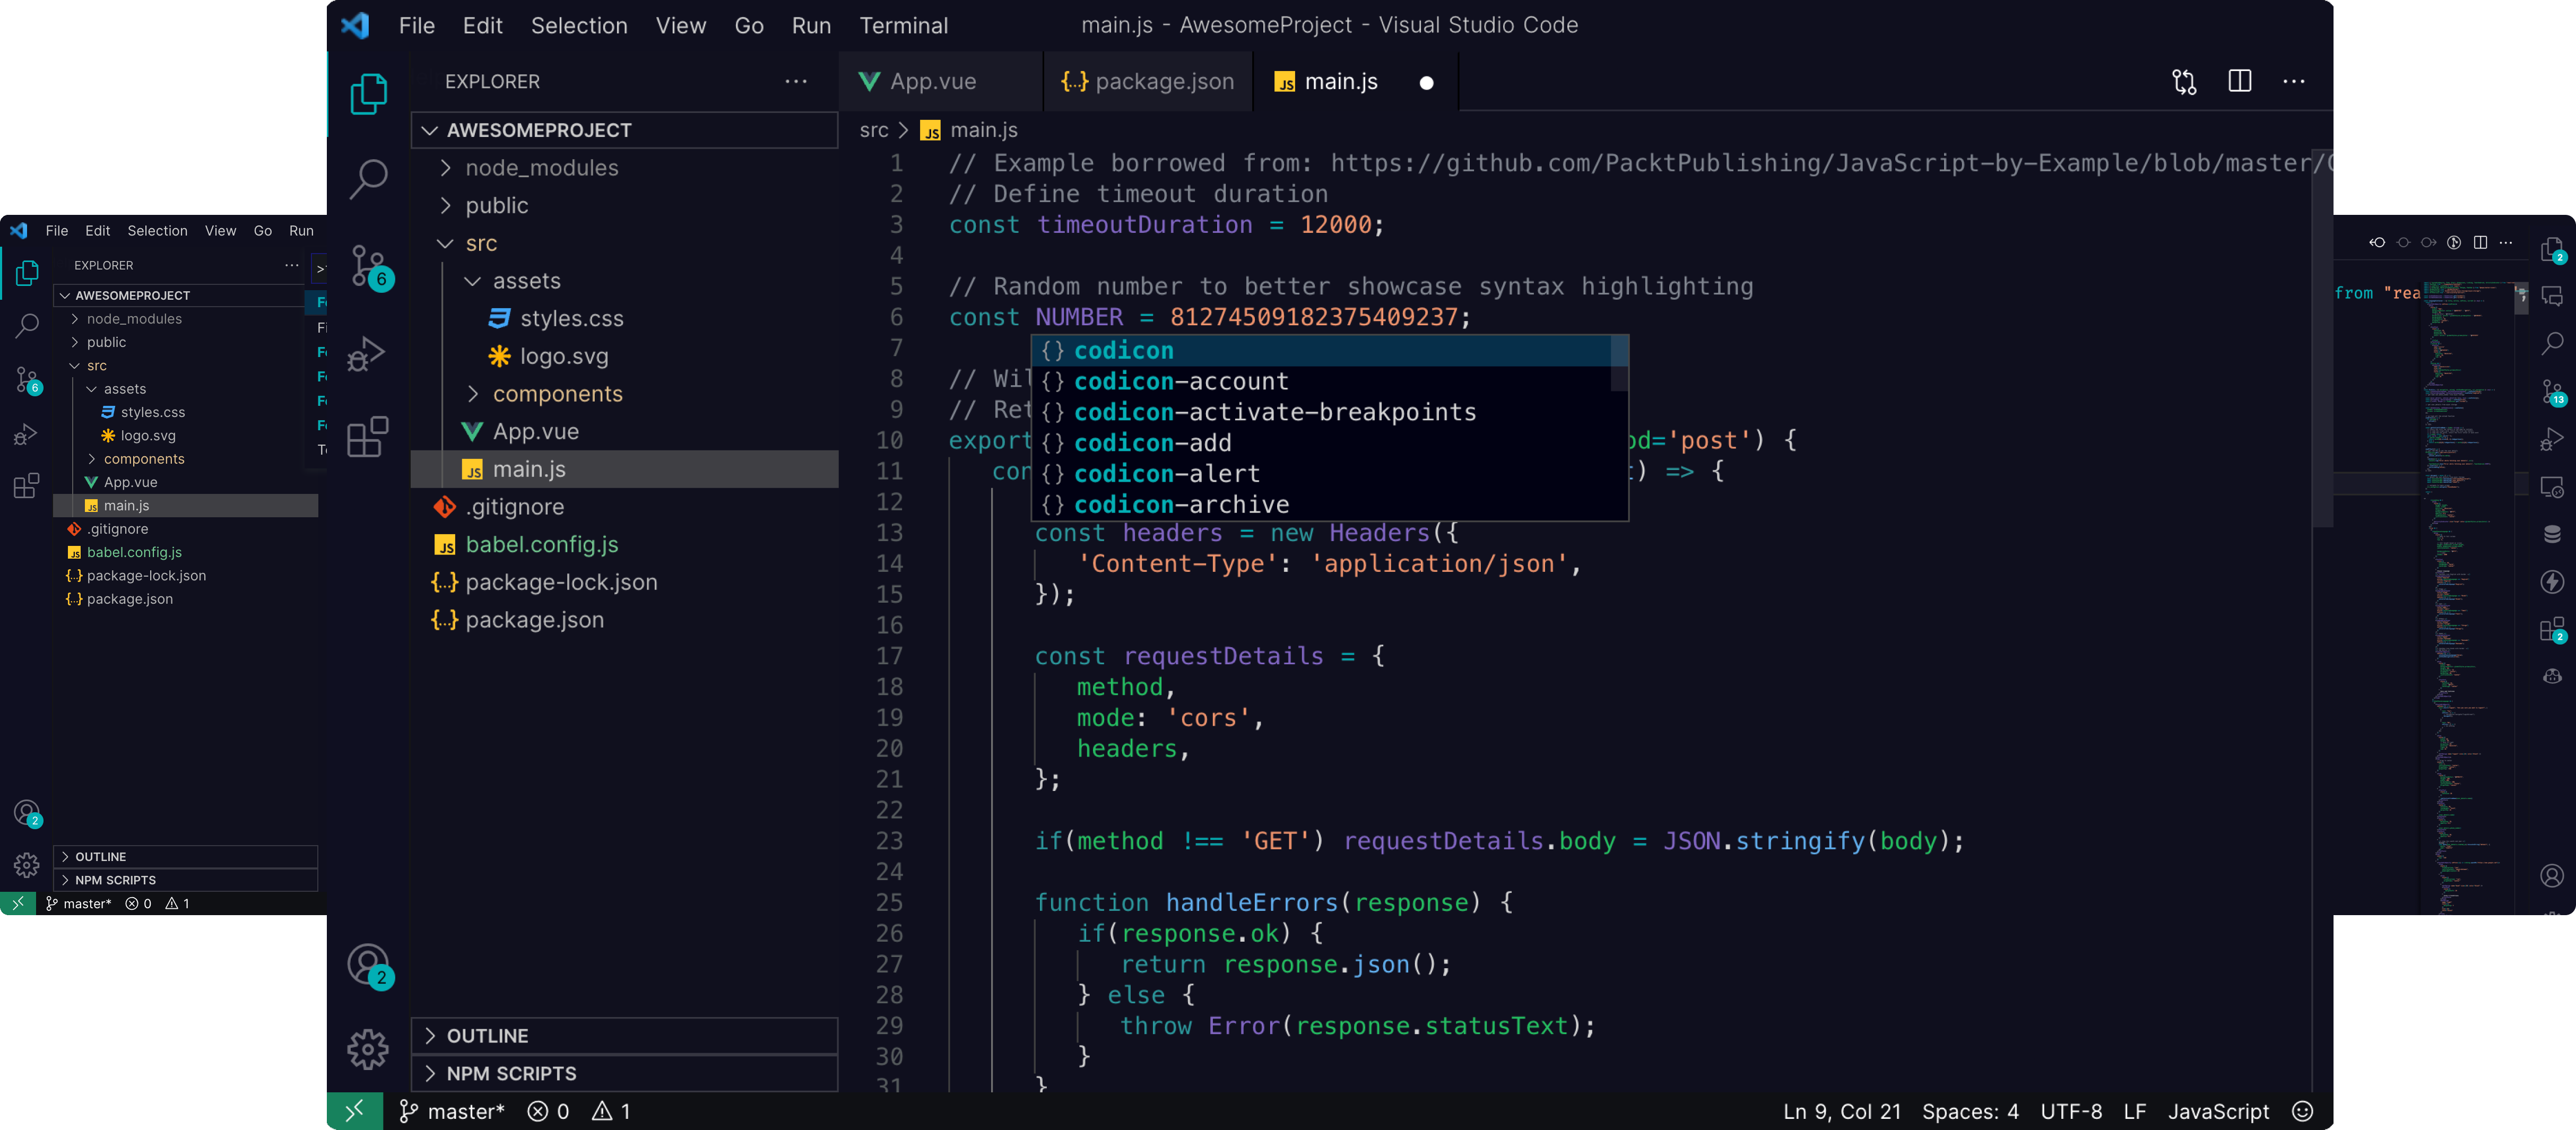 File Edit Selection View Go Run Terminal main.js - AwesomeProject - Visual Studio Code
EXPLORER
AWESOMEPROJECT
node_modules
public
src
assets
styles.css
logo.svg
components
App.vue
main.js
.gitignore
babel.config.js
package-lock.json
package.json
OUTLINE
NPM SCRIPTS
6
2
App.vue package.json main.js
src > main.js
1 // Example borrowed from: https://github.com/PacktPublishing/JavaScript-by-Example/blob/master/
2 // Define timeout duration
3 const timeoutDuration = 12000;
4
5 // Random number to better showcase syntax highlighting
6 const NUMBER = 81274509182375409237;
7
8 // Wil
9 // Ret
10 export od='post') {
11 con t) => {
12
13 const headers = new Headers({
14 'Content-Type': 'application/json',
15 });
16
17 const requestDetails = {
18 method,
19 mode: 'cors',
20 headers,
21 };
22
23 if(method !== 'GET') requestDetails.body = JSON.stringify(body);
24
25 function handleErrors(response) {
26 if(response.ok) {
27 return response.json();
28 } else {
29 throw Error(response.statusText);
30 }
31 }
{} codicon
{} codicon-account
{} codicon-activate-breakpoints
{} codicon-add
{} codicon-alert
{} codicon-archive
master* 0 1 Ln 9, Col 21 Spaces: 4 UTF-8 LF JavaScript
File Edit Selection View Go Run
EXPLORER
AWESOMEPROJECT
node_modules
public
src
assets
styles.css
logo.svg
components
App.vue
main.js
.gitignore
babel.config.js
package-lock.json
package.json
OUTLINE
NPM SCRIPTS
6
2
master* 0 1
from "rea
2
13
2